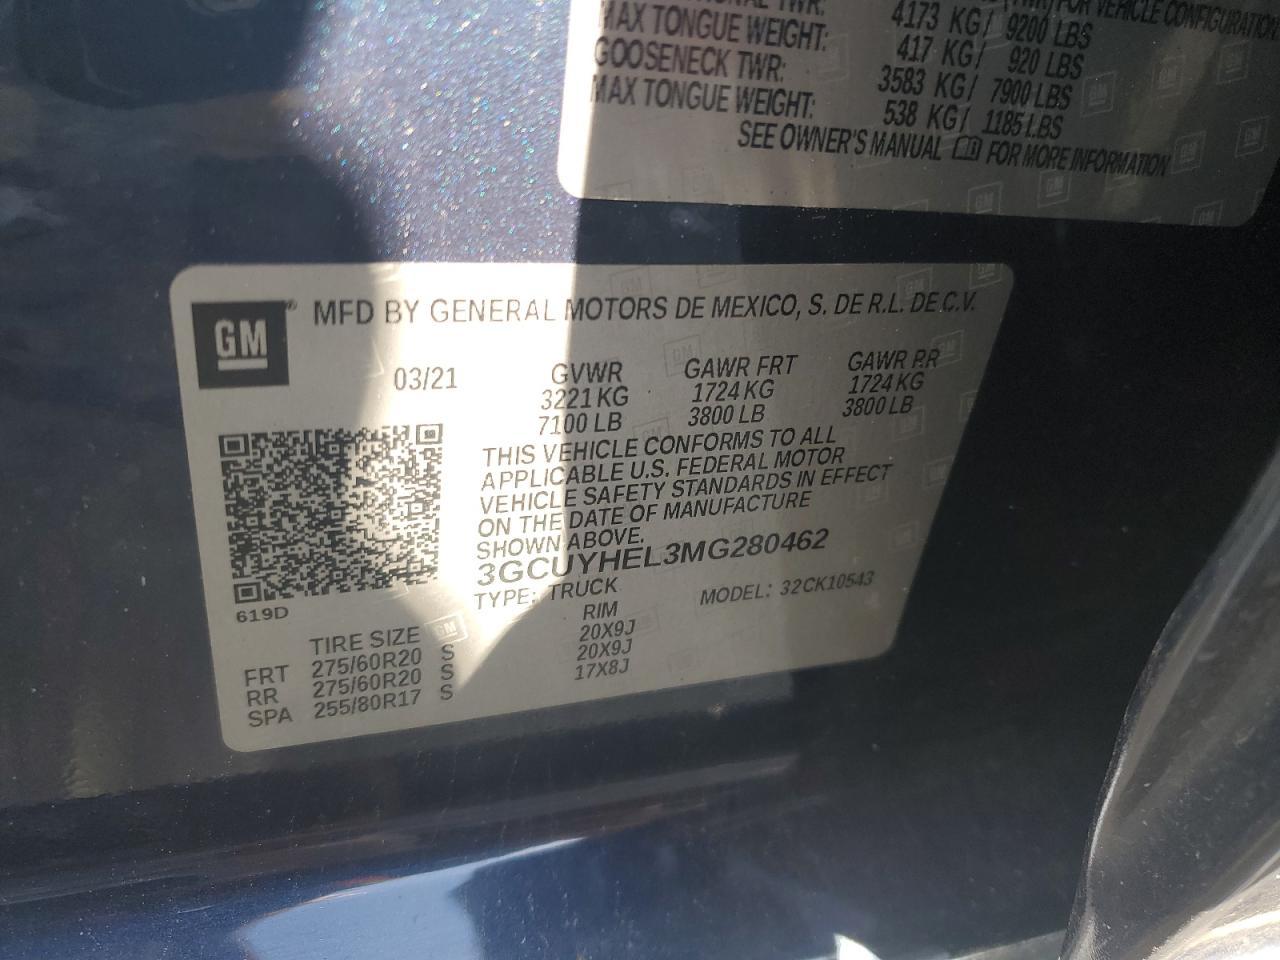 TWR:
FOR VEHICLE CONFIGURATION
4173 KG/ 9200 LBS
MAX TONGUE WEIGHT: 417 KG/ 920 LBS
GOOSENECK TWR: 3583 KG/ 7900 LBS
MAX TONGUE WEIGHT: 538 KG/ 1185 LBS
SEE OWNER'S MANUAL FOR MORE INFORMATION
GM ® MFD BY GENERAL MOTORS DE MEXICO, S. DE R.L. DE C.V.
03/21 GVWR GAWR FRT GAWR RR
3221 KG 1724 KG 1724 KG
7100 LB 3800 LB 3800 LB
THIS VEHICLE CONFORMS TO ALL
APPLICABLE U.S. FEDERAL MOTOR
VEHICLE SAFETY STANDARDS IN EFFECT
ON THE DATE OF MANUFACTURE
SHOWN ABOVE.
3GCUYHEL3MG280462
TYPE: TRUCK MODEL: 32CK10543
619D
TIRE SIZE RIM
FRT 275/60R20 S 20X9J
RR 275/60R20 S 20X9J
SPA 255/80R17 S 17X8J